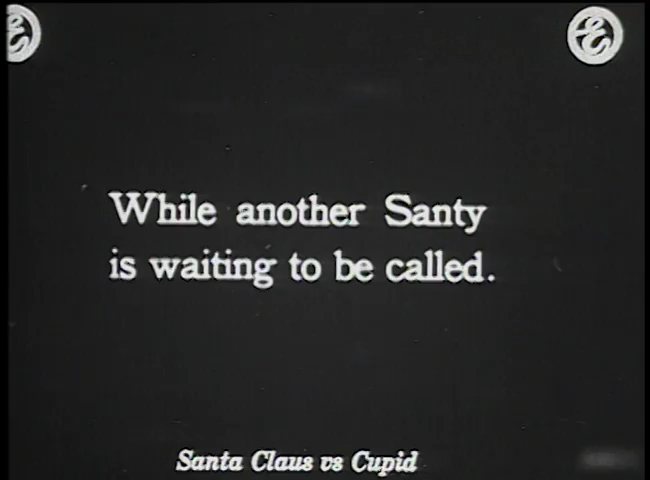 E E
While another Santy
is waiting to be called.
Santa Claus vs Cupid